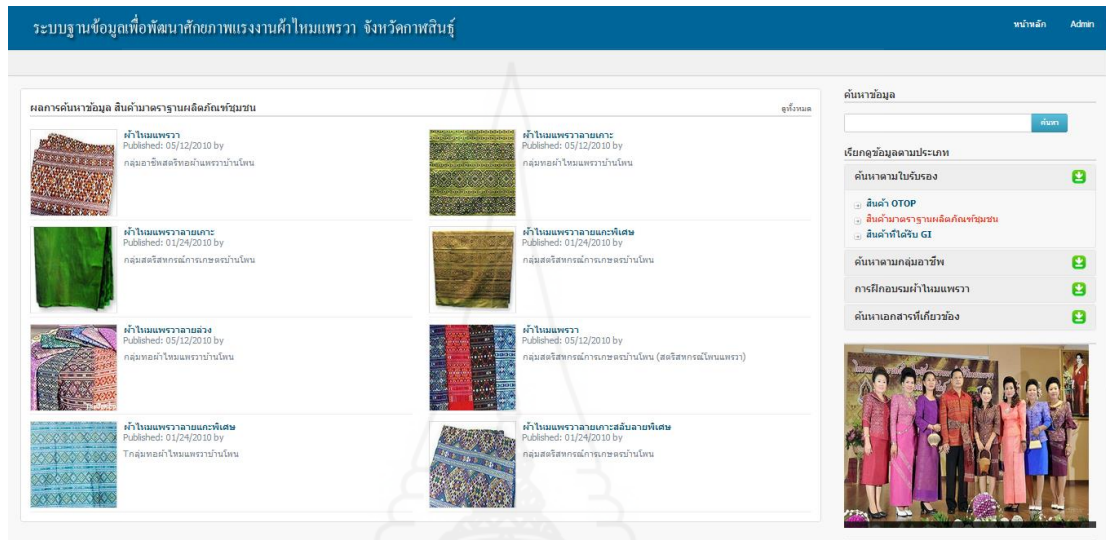 ระบบฐานข้อมูลเพื่อพัฒนาศักยภาพแรงงานผ้าไหมแพรวา จังหวัดกาฬสินธุ์
หน้าหลัก Admin
ผลการค้นหาข้อมูล สินค้ามาตราฐานผลิตภัณฑ์ชุมชน
ดูทั้งหมด
ผ้าไหมแพรวา
Published: 05/12/2010 by
กลุ่มอาชีพสตรีทอผ้าแพรวาบ้านโพน
ผ้าไหมแพรวาลายเกาะ
Published: 05/12/2010 by
กลุ่มทอผ้าไหมแพรวาบ้านโพน
ผ้าไหมแพรวาลายเกาะ
Published: 01/24/2010 by
กลุ่มสตรีสหกรณ์การเกษตรบ้านโพน
ผ้าไหมแพรวาลายแกะพิเศษ
Published: 01/24/2010 by
กลุ่มสตรีสหกรณ์การเกษตรบ้านโพน
ผ้าไหมแพรวาลายล่วง
Published: 05/12/2010 by
กลุ่มทอผ้าไหมแพรวาบ้านโพน
ผ้าไหมแพรวา
Published: 05/12/2010 by
กลุ่มสตรีสหกรณ์การเกษตรบ้านโพน (สตรีสหกรณ์โพนแพรวา)
ผ้าไหมแพรวาลายแกะพิเศษ
Published: 01/24/2010 by
Tกลุ่มทอผ้าไหมแพรวาบ้านโพน
ผ้าไหมแพรวาลายเกาะสลับลายพิเศษ
Published: 01/24/2010 by
กลุ่มสตรีสหกรณ์การเกษตรบ้านโพน
ค้นหาข้อมูล
ค้นหา
เรียกดูข้อมูลตามประเภท
ค้นหาตามใบรับรอง
สินค้า OTOP
สินค้ามาตราฐานผลิตภัณฑ์ชุมชน
สินค้าที่ได้รับ GI
ค้นหาตามกลุ่มอาชีพ
การฝึกอบรมผ้าไหมแพรวา
ค้นหาเอกสารที่เกี่ยวข้อง